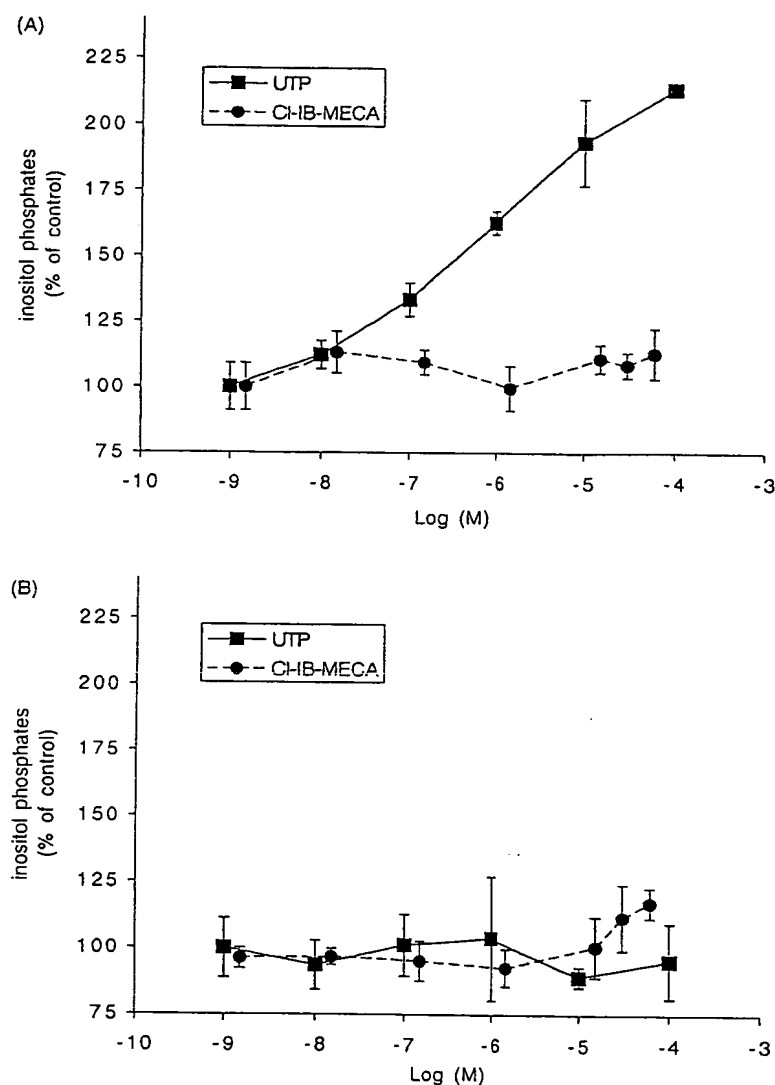 (A)
225
200
175
150
125
100
75
inositol phosphates
(% of control)
UTP
Cl-IB-MECA
-10 -9 -8 -7 -6 -5 -4 -3
Log (M)
(B)
225
200
175
150
125
100
75
inositol phosphates
(% of control)
UTP
Cl-IB-MECA
-10 -9 -8 -7 -6 -5 -4 -3
Log (M)